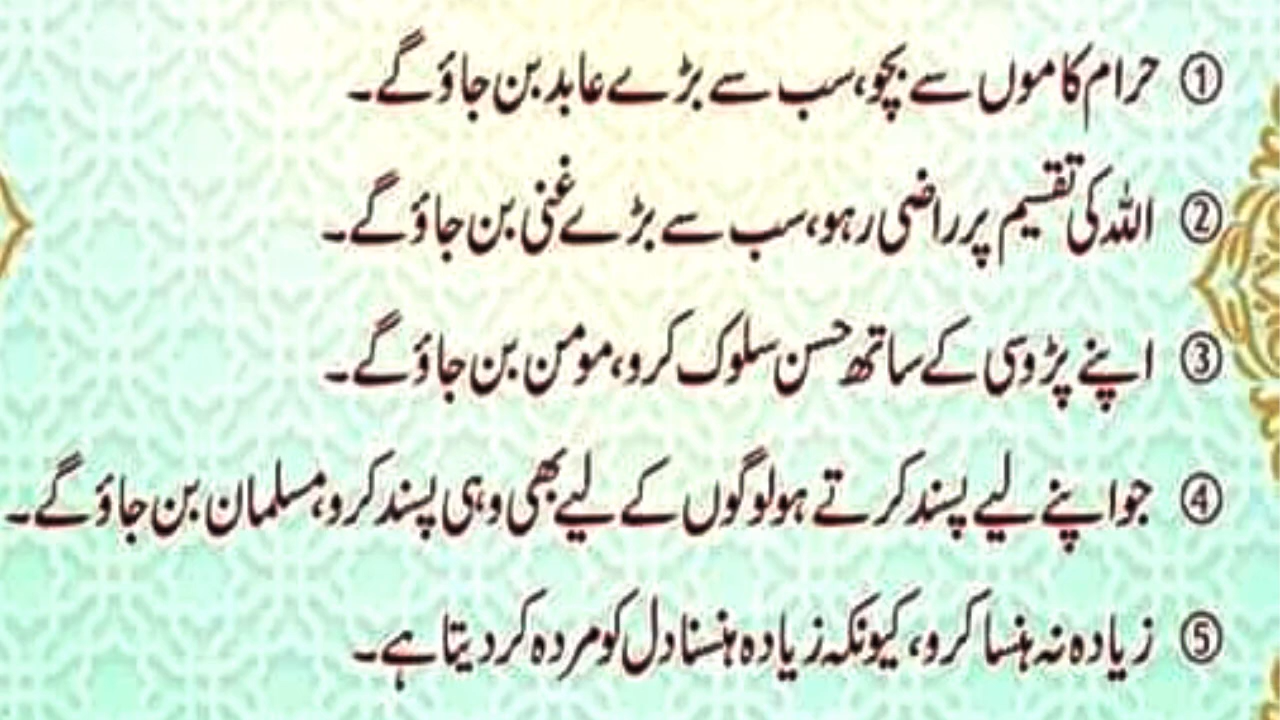 ① حرام کاموں سے بچو، سب سے بڑے عابد بن جاؤ گے۔
② اللہ کی تقسیم پر راضی رہو، سب سے بڑے غنی بن جاؤ گے۔
③ اپنے پڑوسی کے ساتھ حسن سلوک کرو، مومن بن جاؤ گے۔
④ جو اپنے لیے پسند کرتے ہو لوگوں کے لیے بھی وہی پسند کرو، مسلمان بن جاؤ گے۔
⑤ زیادہ نہ ہنسا کرو، کیونکہ زیادہ ہنسنا دل کو مردہ کر دیتا ہے۔